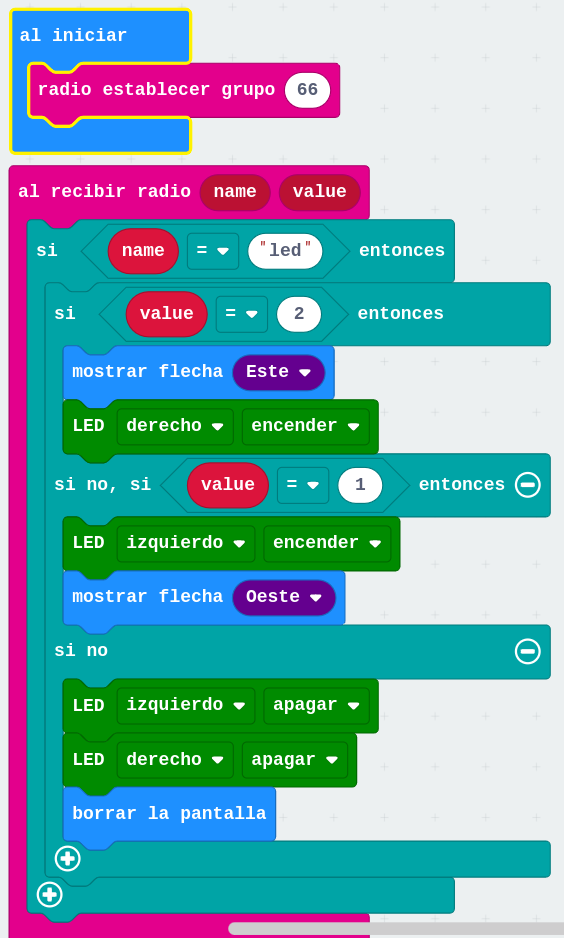 al iniciar
radio establecer grupo 66
al recibir radio name value
si name = "led" entonces
si value = 2 entonces
mostrar flecha Este
LED derecho encender
si no, si value = 1 entonces
LED izquierdo encender
mostrar flecha Oeste
si no
LED izquierdo apagar
LED derecho apagar
borrar la pantalla